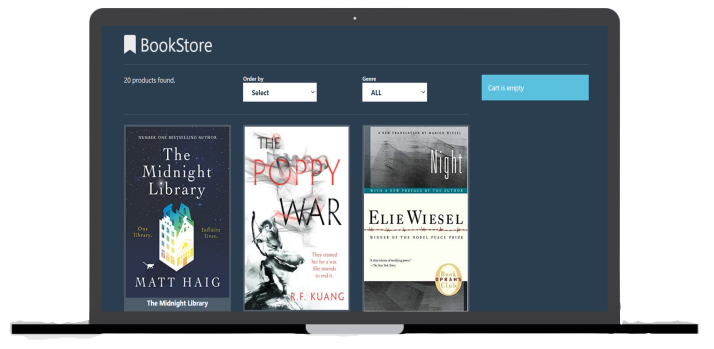 BookStore
20 products found.
Order by
Select
Genre
ALL
Cart is empty
NUMBER ONE BESTSELLING AUTHOR
The
Midnight
Library
One
library.
Infinite
lives.
MATT HAIG
The Midnight Library
THE
POPPY
WAR
They trained
her for a war.
She intends
to end it.
R.F. KUANG
A NEW TRANSLATION BY MARION WIESEL
Night
WITH A NEW PREFACE BY THE AUTHOR
ELIE WIESEL
WINNER OF THE NOBEL PEACE PRIZE
Book
OPRAH'S
Club